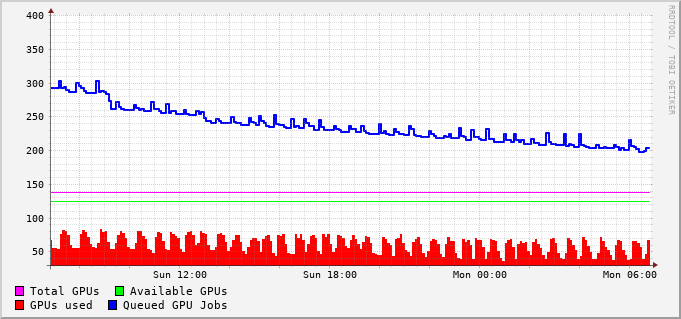 400
350
300
250
200
150
100
50
Sun 12:00 Sun 18:00 Mon 00:00 Mon 06:00
Total GPUs Available GPUs
GPUs used Queued GPU Jobs
RRDTOOL / TOBI OETIKER